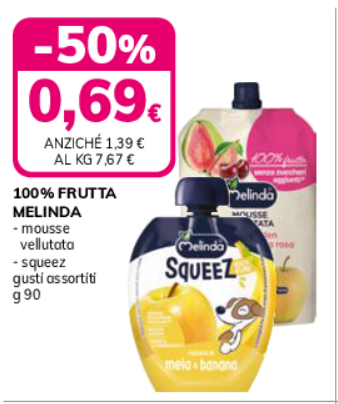 -50%
0,69€
ANZICHÉ 1,39 €
AL KG 7,67 €
100% FRUTTA
MELINDA
- mousse
vellutata
- squeez
gusti assortiti
g 90
100% frutta
senza zuccheri
aggiunti
Melinda
MOUSSE
rosa
Melinda
SQUEEZ
mela e banana